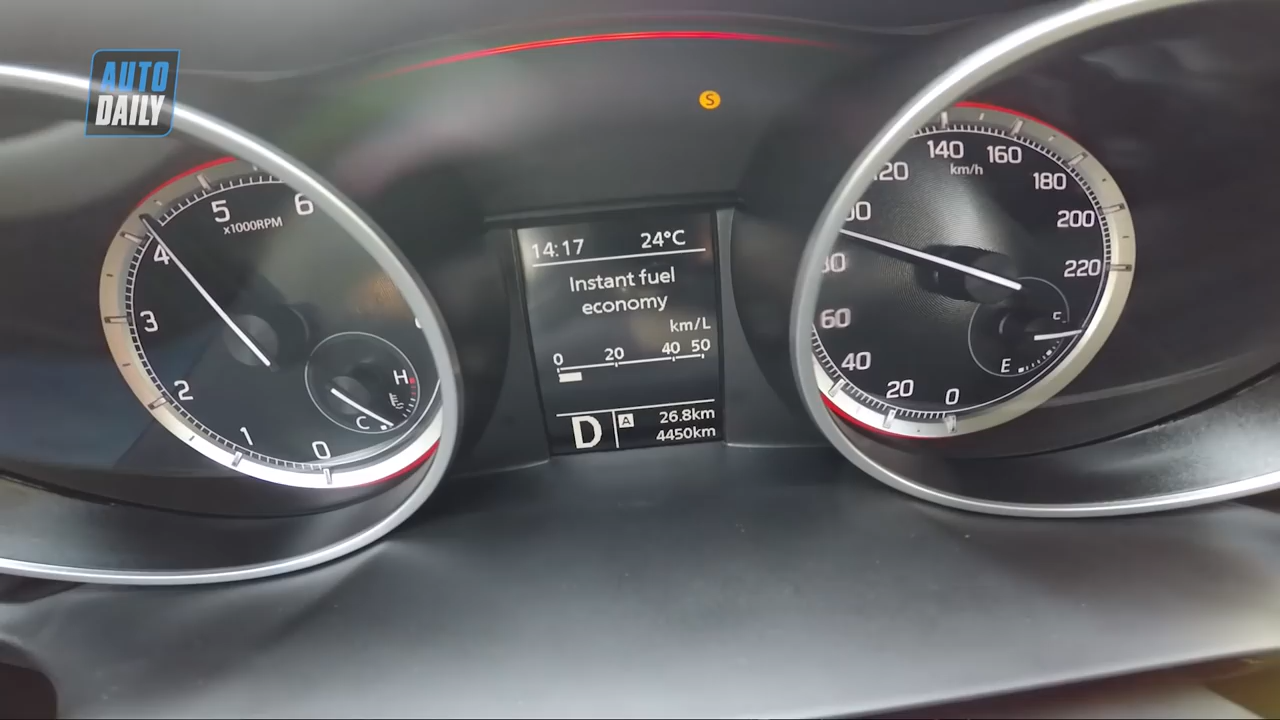 AUTO
DAILY
S
6
5
x1000RPM
4
3
2
1
0
H
C
14:17 24°C
Instant fuel
economy
km/L
0 20 40 50
D A 26.8km
4450km
140 160
km/h
180
200
220
60
40
20 0
E